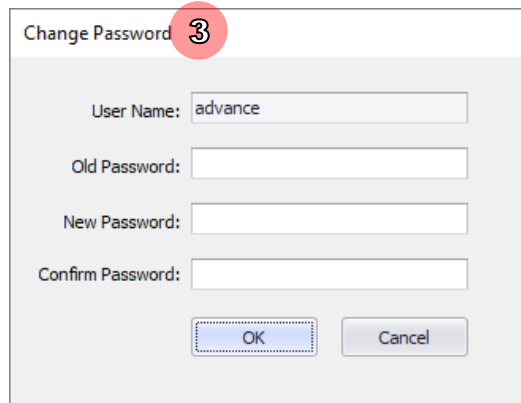 Change Password 3
User Name: advance
Old Password:
New Password:
Confirm Password:
OK Cancel